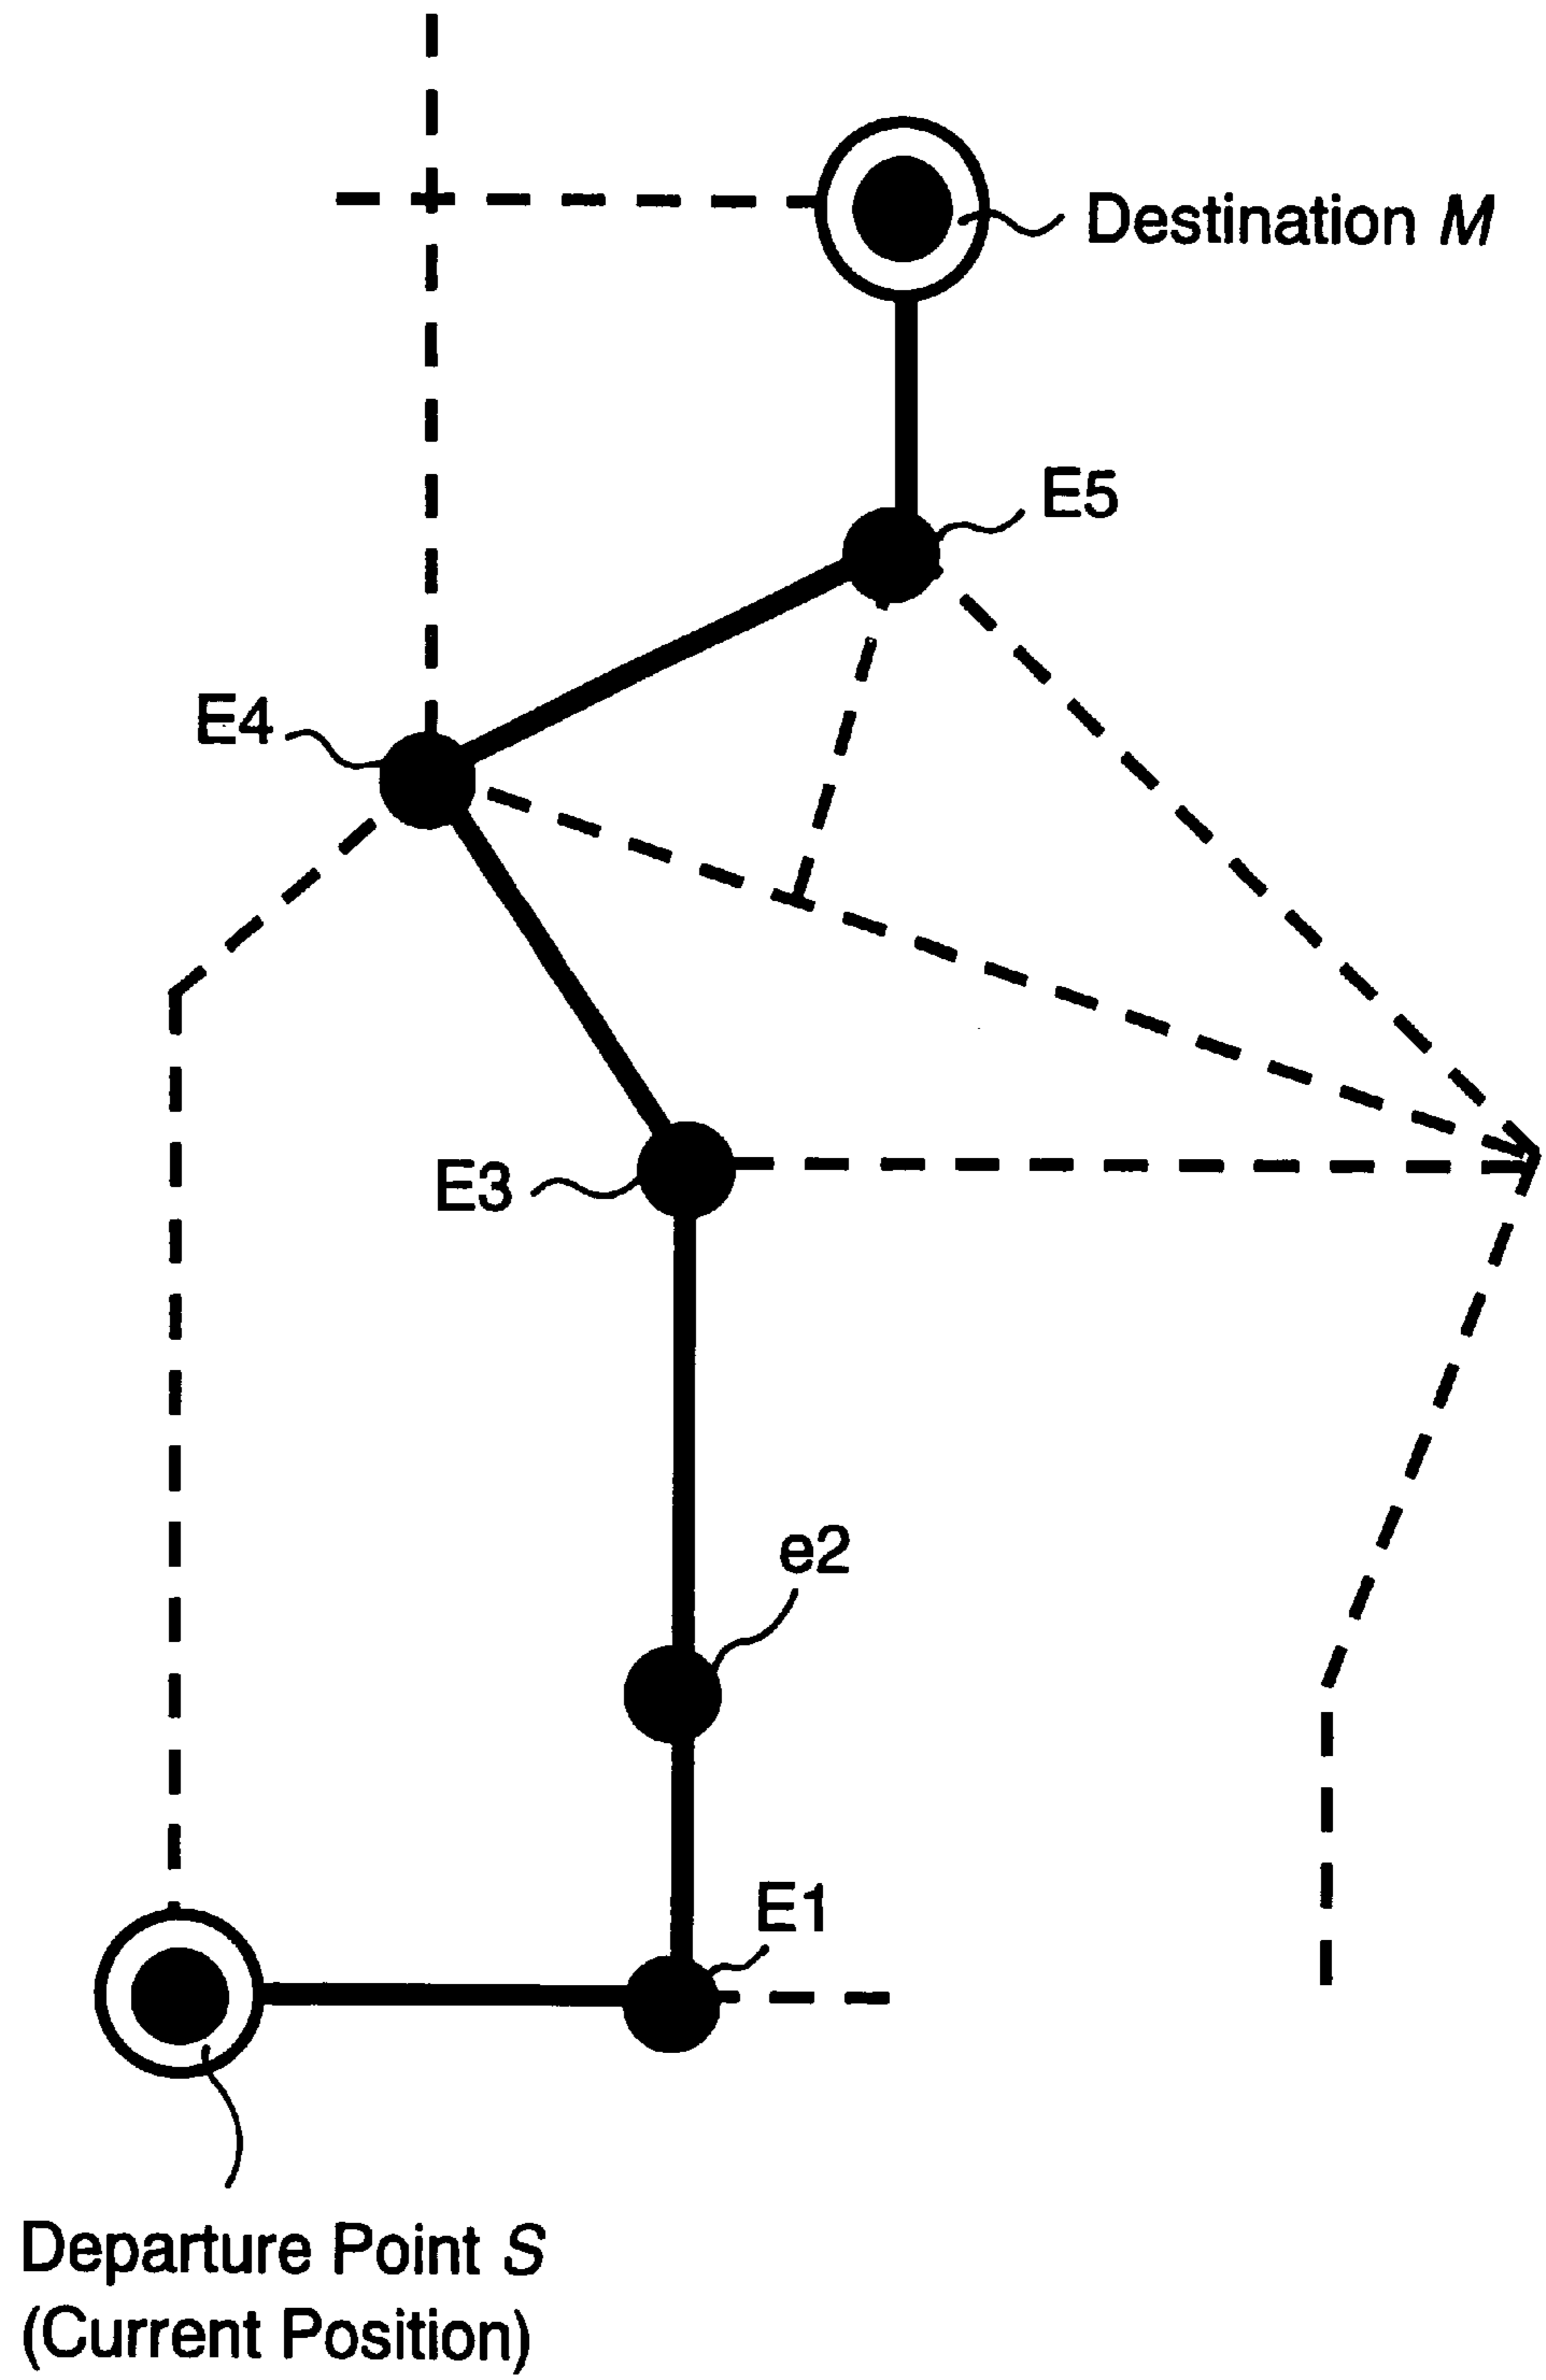 Destination M
E5
E4
E3
e2
E1
Departure Point S
(Current Position)